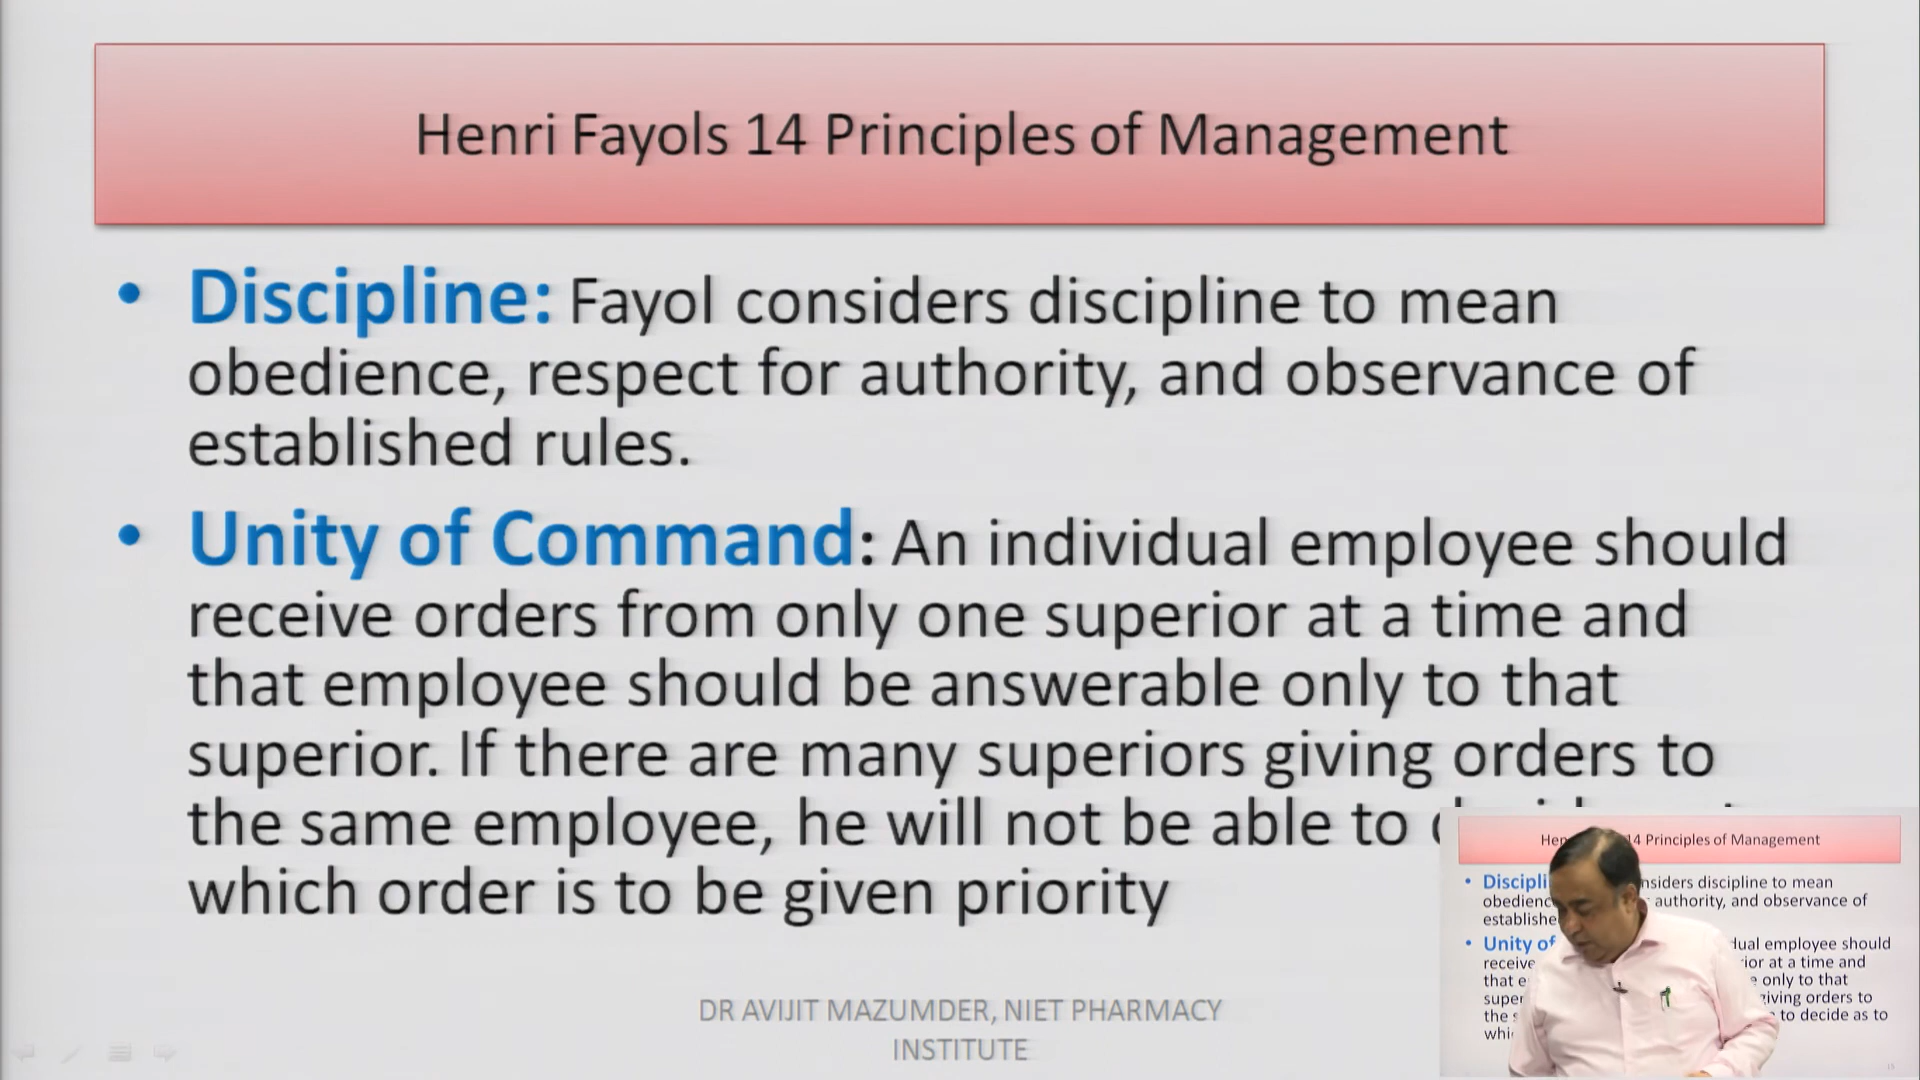 Henri Fayols 14 Principles of Management
• Discipline: Fayol considers discipline to mean
obedience, respect for authority, and observance of
established rules.
• Unity of Command: An individual employee should
receive orders from only one superior at a time and
that employee should be answerable only to that
superior. If there are many superiors giving orders to
the same employee, he will not be able to
which order is to be given priority
DR AVIJIT MAZUMDER, NIET PHARMACY
INSTITUTE
14 Principles of Management
discipline to mean
authority, and observance of
• Unity of employee should
receive at a time and
that only to that
giving orders to
the to decide as to